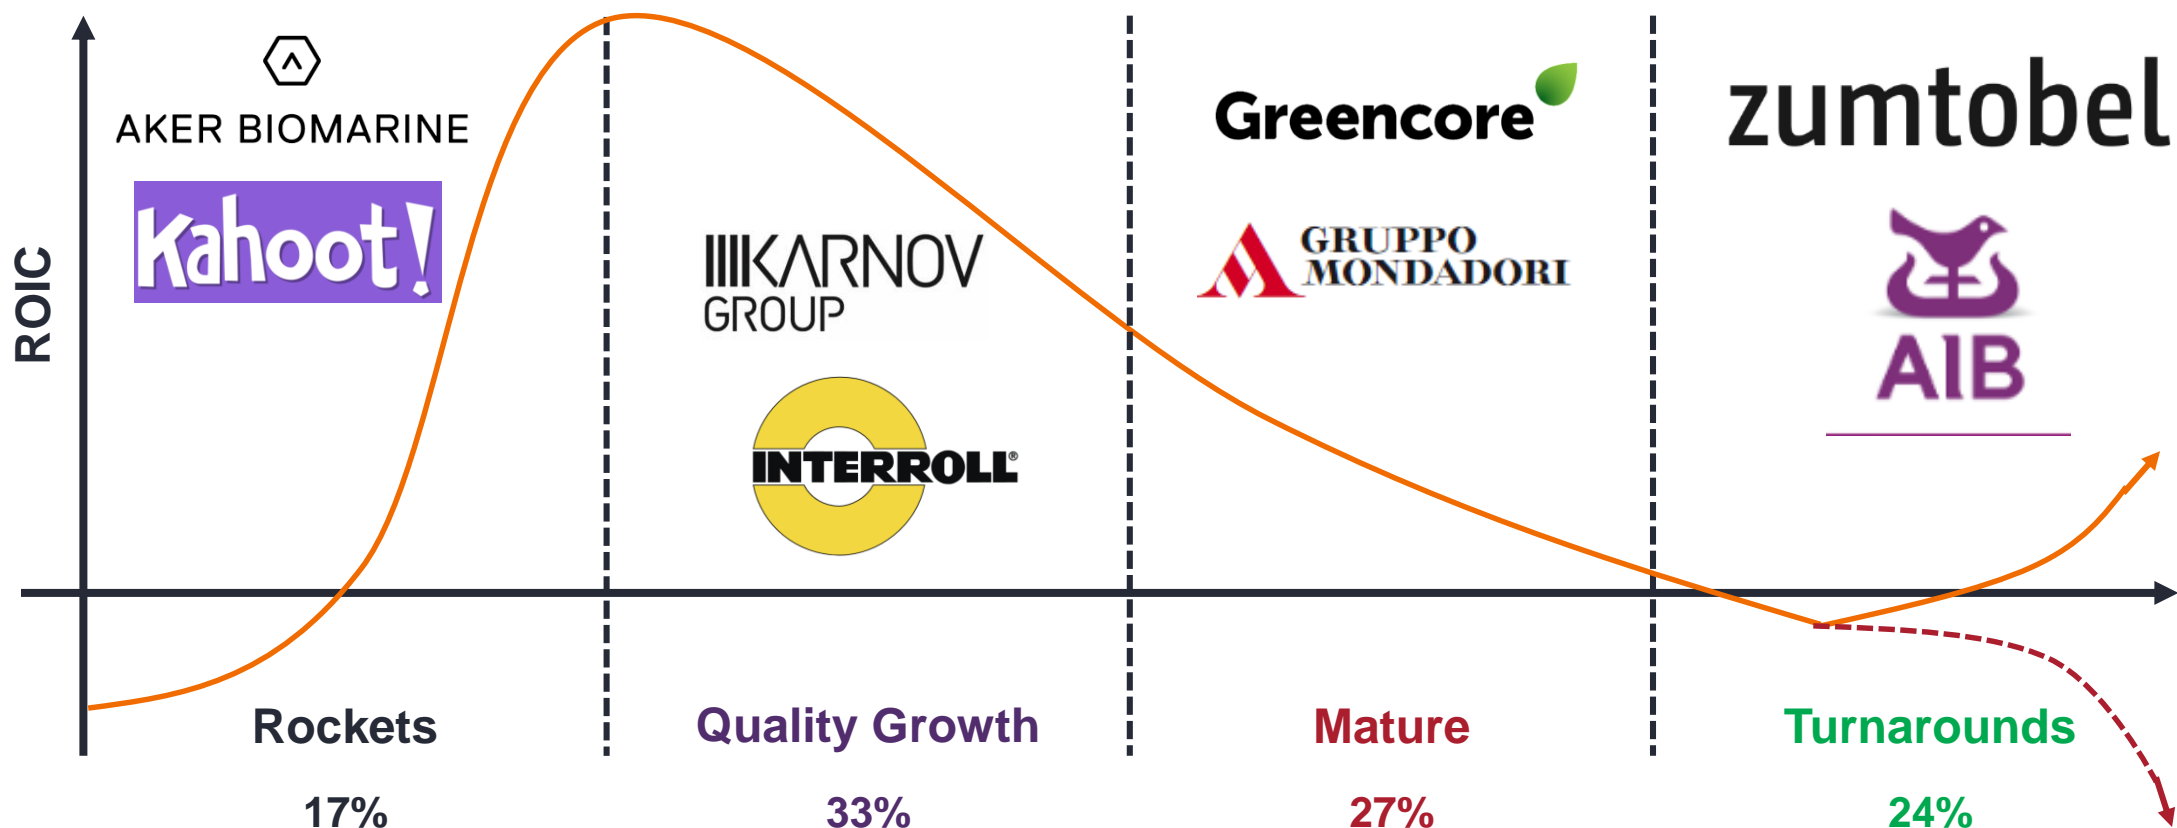 ROIC
AKER BIOMARINE
Kahoot!
KARNOV
GROUP
INTERROLL®
Greencore
GRUPPO
MONDADORI
zumtobel
AIB
Rockets
17%
Quality Growth
33%
Mature
27%
Turnarounds
24%